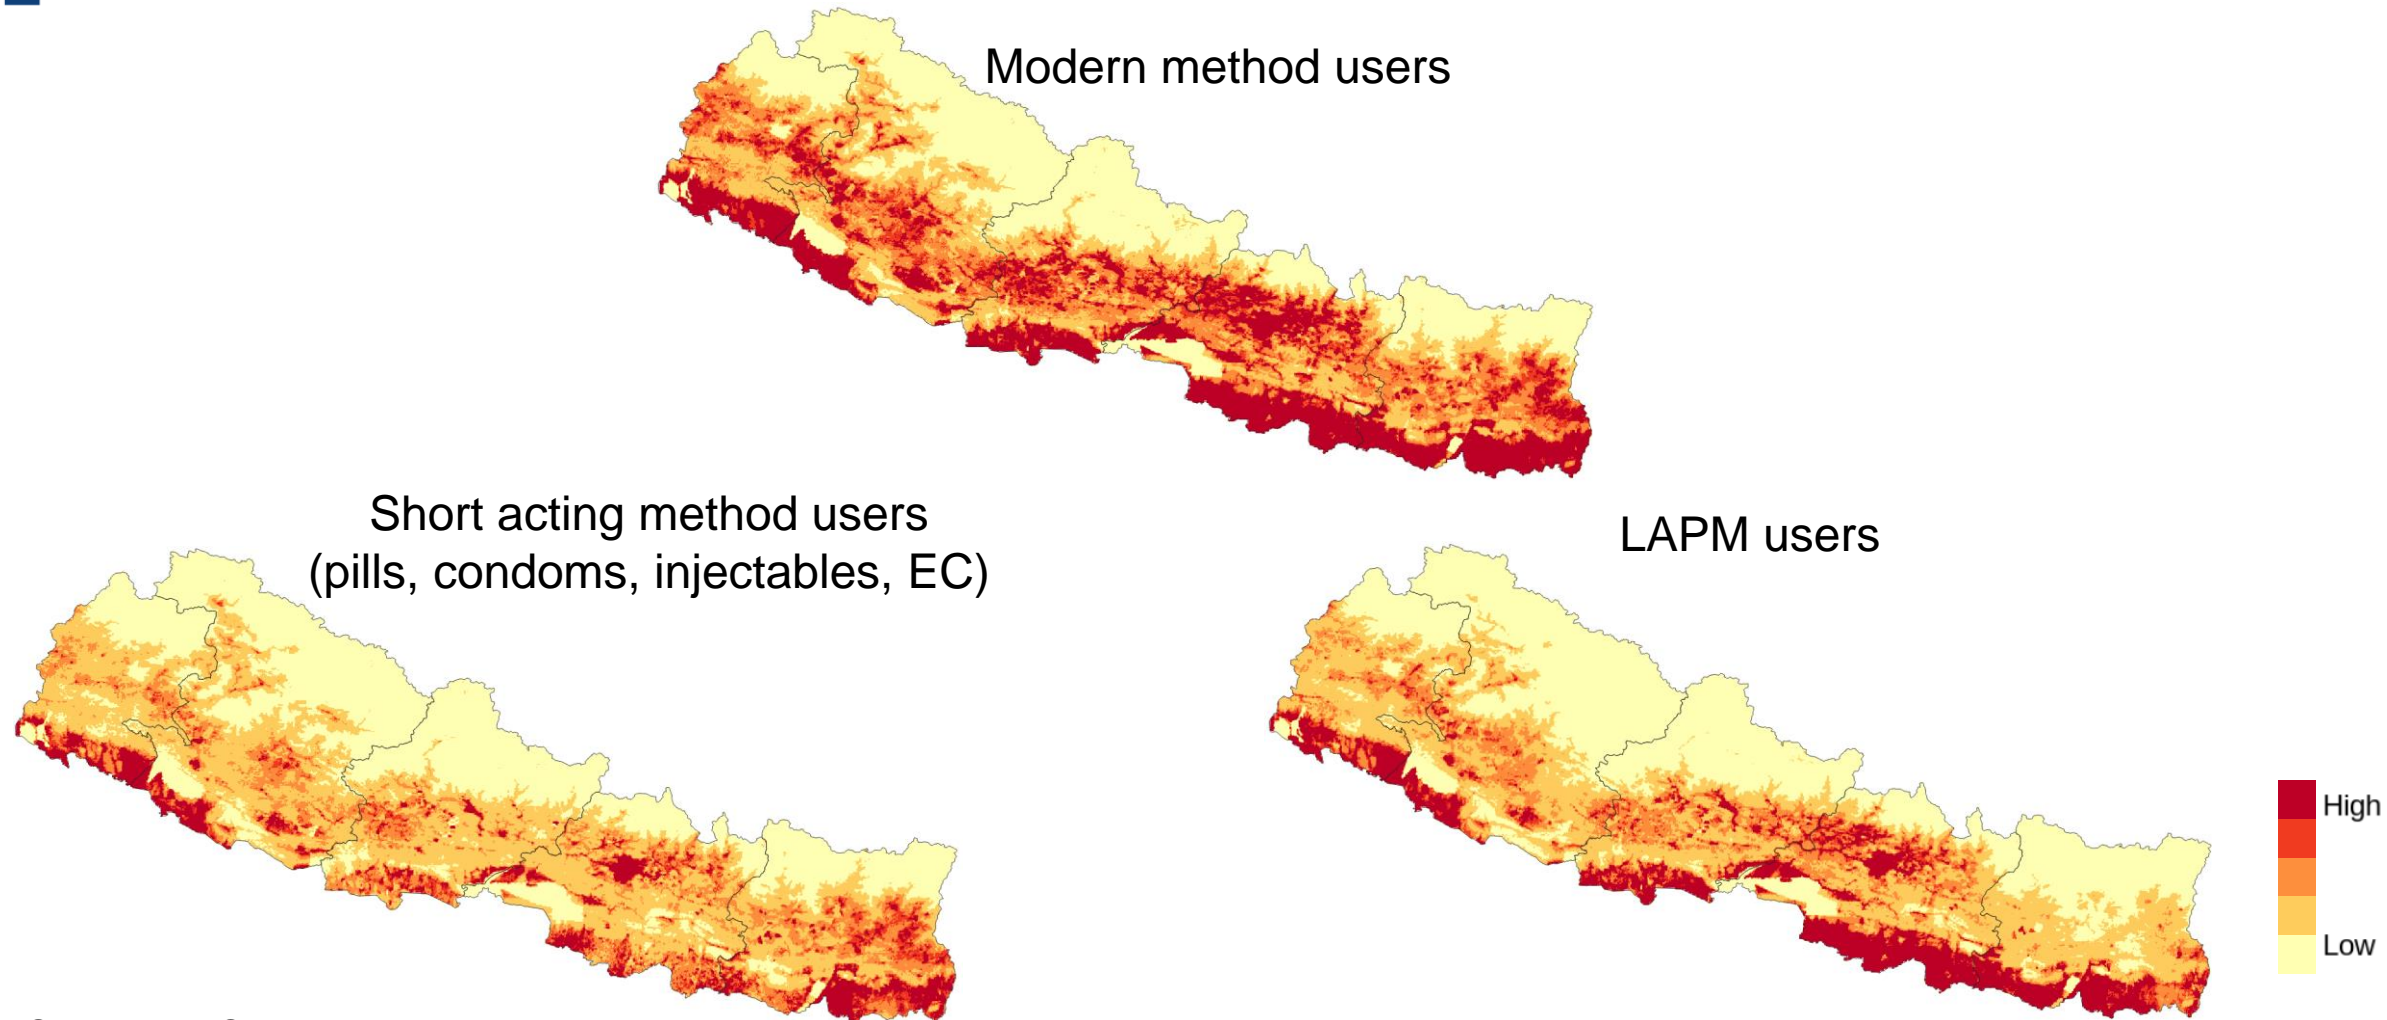 Modern method users
Short acting method users
(pills, condoms, injectables, EC)
LAPM users
High
Low